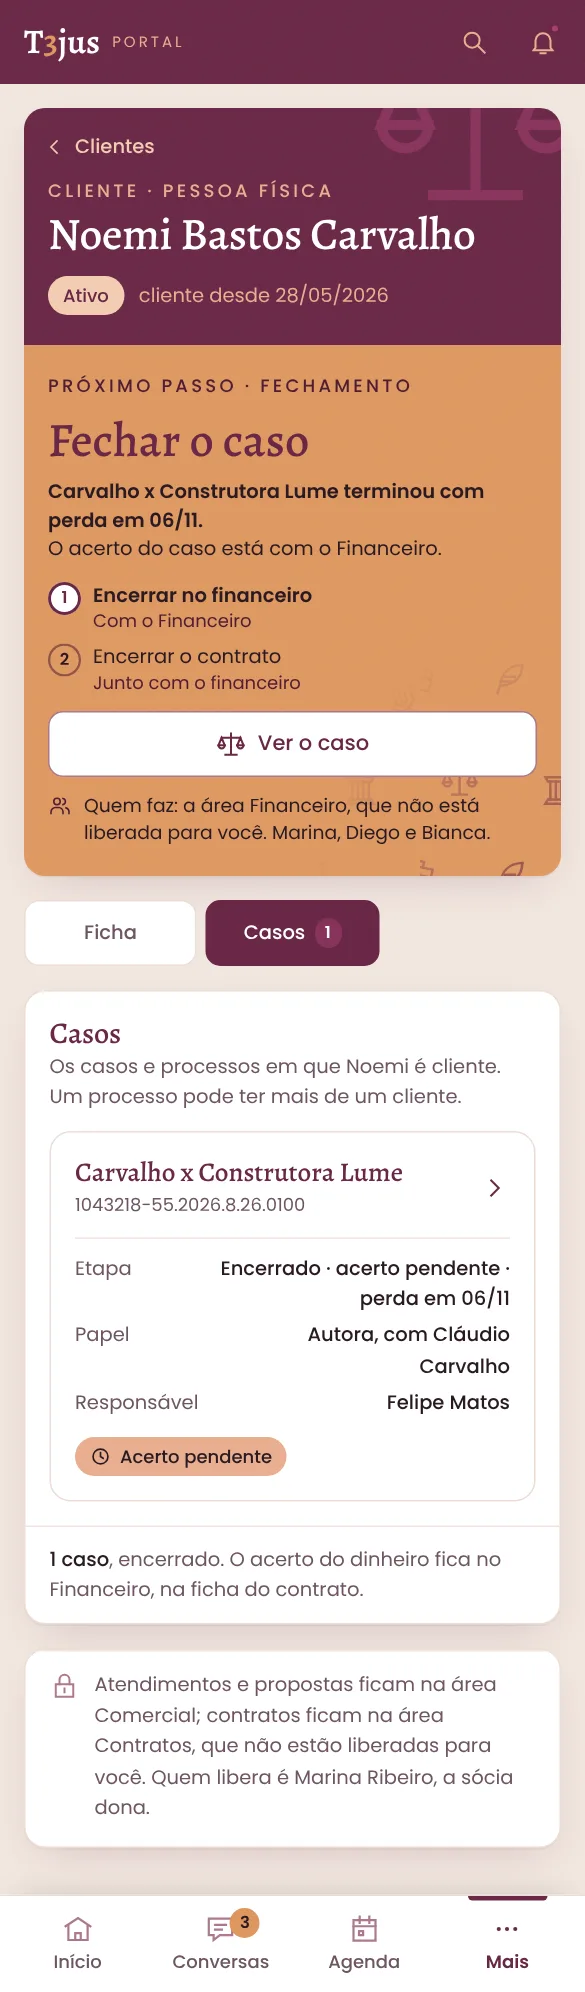 T3jus PORTAL
Clientes
CLIENTE · PESSOA FÍSICA
Noemi Bastos Carvalho
Ativo cliente desde 28/05/2026
PRÓXIMO PASSO · FECHAMENTO
Fechar o caso
Carvalho x Construtora Lume terminou com
perda em 06/11.
O acerto do caso está com o Financeiro.
1 Encerrar no financeiro
Com o Financeiro
2 Encerrar o contrato
Junto com o financeiro
Ver o caso
Quem faz: a área Financeiro, que não está
liberada para você. Marina, Diego e Bianca.
Ficha
Casos 1
Casos
Os casos e processos em que Noemi é cliente.
Um processo pode ter mais de um cliente.
Carvalho x Construtora Lume
1043218-55.2026.8.26.0100
Etapa Encerrado · acerto pendente ·
perda em 06/11
Papel Autora, com Cláudio
Carvalho
Responsável Felipe Matos
Acerto pendente
1 caso, encerrado. O acerto do dinheiro fica no
Financeiro, na ficha do contrato.
Atendimentos e propostas ficam na área
Comercial; contratos ficam na área
Contratos, que não estão liberadas para
você. Quem libera é Marina Ribeiro, a sócia
dona.
3
Início Conversas Agenda Mais